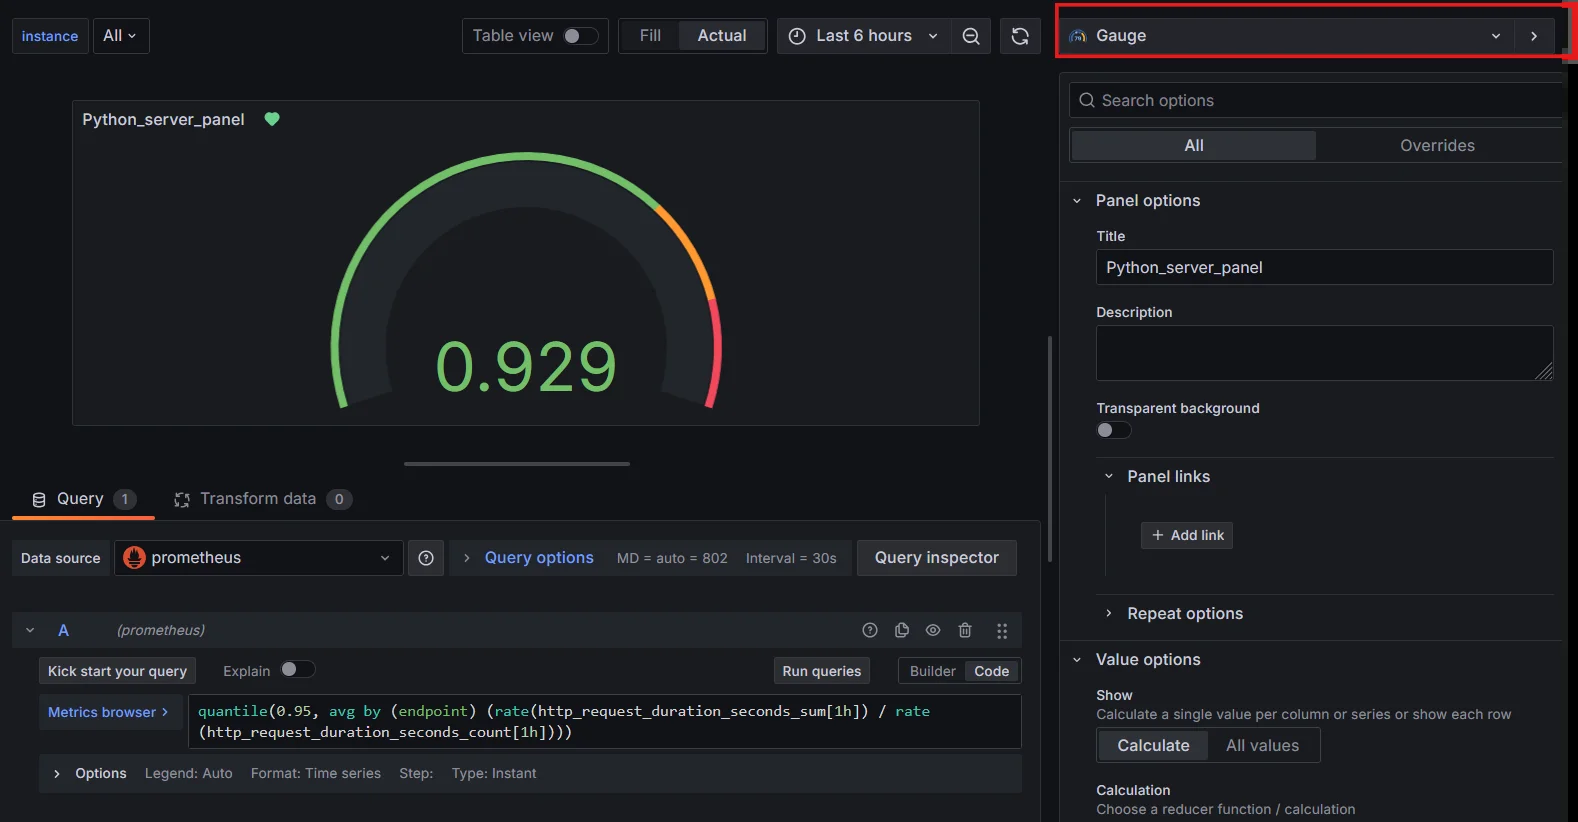 instance All Table view Fill Actual Last 6 hours Gauge
Search options
All Overrides
Python_server_panel
0.929
Panel options
Title
Python_server_panel
Description
Transparent background
Panel links
Add link
Repeat options
Value options
Show
Calculate a single value per column or series or show each row
Calculate All values
Calculation
Choose a reducer function / calculation
Query 1 Transform data 0
Data source prometheus Query options MD = auto = 802 Interval = 30s Query inspector
A (prometheus)
Kick start your query Explain Run queries Builder Code
Metrics browser > quantile(0.95, avg by (endpoint) (rate(http_request_duration_seconds_sum[1h]) / rate
(http_request_duration_seconds_count[1h])))
Options Legend: Auto Format: Time series Step: Type: Instant